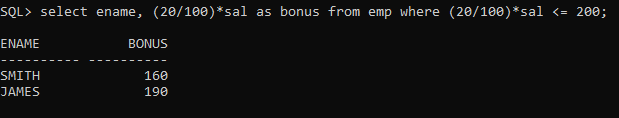 SQL> select ename, (20/100)*sal as bonus from emp where (20/100)*sal <= 200;
ENAME           BONUS
---------- ----------
SMITH             160
JAMES             190